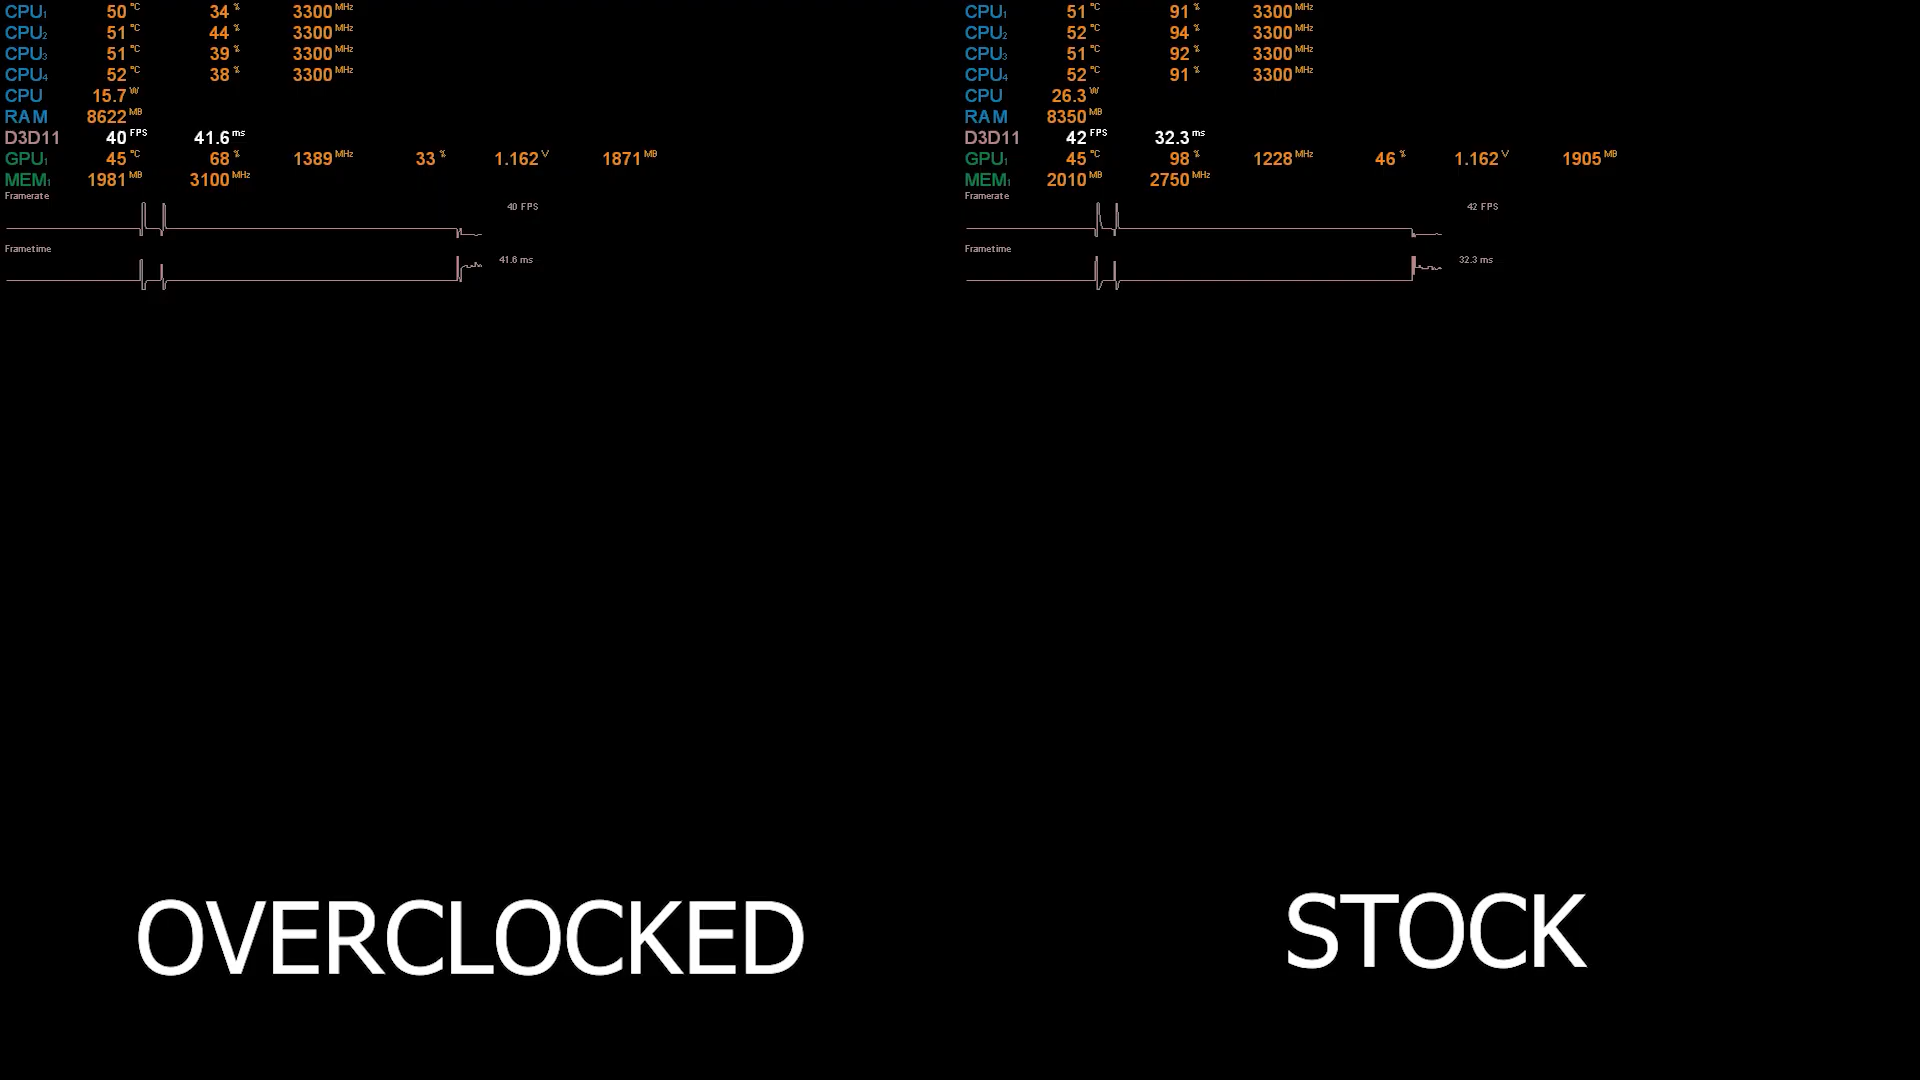 CPU1 50 °C 34 % 3300 MHz
CPU2 51 °C 44 % 3300 MHz
CPU3 51 °C 39 % 3300 MHz
CPU4 52 °C 38 % 3300 MHz
CPU 15.7 W
RAM 8622 MB
D3D11 40 FPS 41.6 ms
GPU1 45 °C 68 % 1389 MHz 33 % 1.162 V 1871 MB
MEM1 1981 MB 3100 MHz
Framerate
40 FPS
Frametime
41.6 ms
OVERCLOCKED
CPU1 51 °C 91 % 3300 MHz
CPU2 52 °C 94 % 3300 MHz
CPU3 51 °C 92 % 3300 MHz
CPU4 52 °C 91 % 3300 MHz
CPU 26.3 W
RAM 8350 MB
D3D11 42 FPS 32.3 ms
GPU1 45 °C 98 % 1228 MHz 46 % 1.162 V 1905 MB
MEM1 2010 MB 2750 MHz
Framerate
42 FPS
Frametime
32.3 ms
STOCK